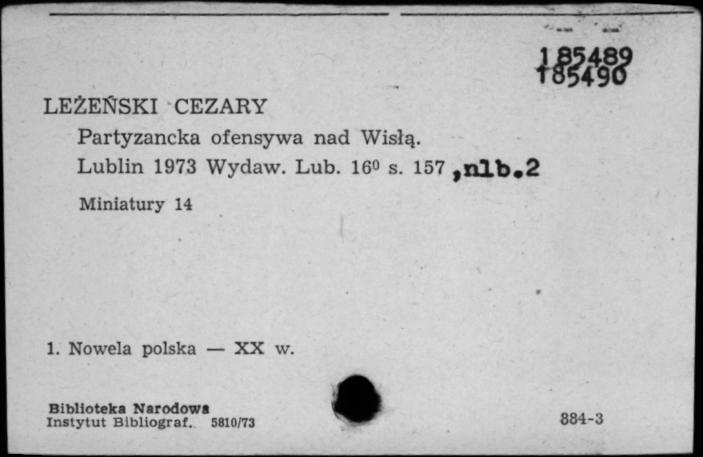 185489
185490
LEŻEŃSKI CEZARY
Partyzancka ofensywa nad Wisłą.
Lublin 1973 Wydaw. Lub. 16⁰ s. 157 ,nlb.2
Miniatury 14
1. Nowela polska — XX w.
Biblioteka Narodowa
Instytut Bibliograf. 5810/73
884-3